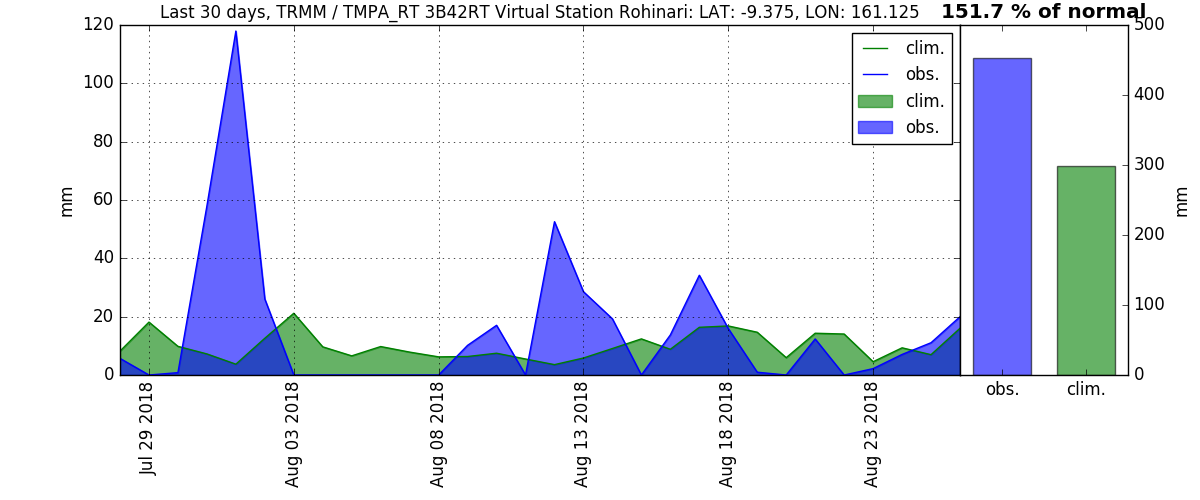 Last 30 days, TRMM / TMPA_RT 3B42RT Virtual Station Rohinari: LAT: -9.375, LON: 161.125
151.7 % of normal
120
100
80
60
40
20
0
mm
clim.
obs.
clim.
obs.
Jul 29 2018
Aug 03 2018
Aug 08 2018
Aug 13 2018
Aug 18 2018
Aug 23 2018
500
400
300
200
100
0
mm
obs.
clim.